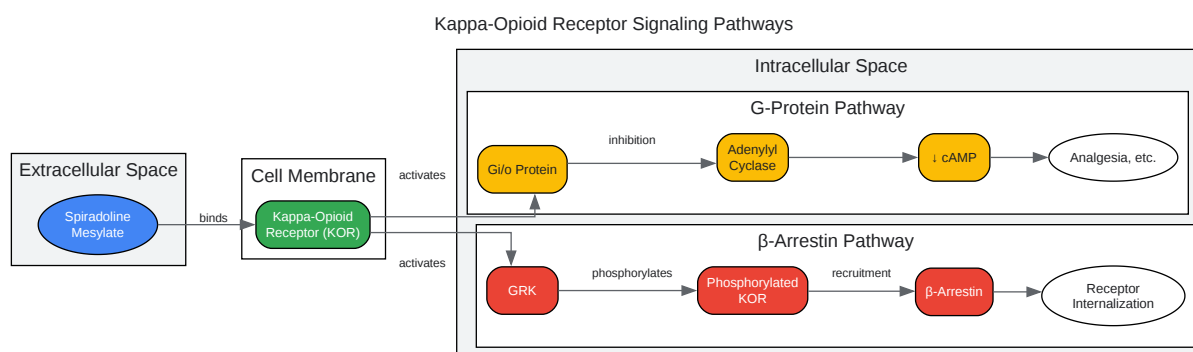 Kappa-Opioid Receptor Signaling Pathways
Intracellular Space
G-Protein Pathway
Extracellular Space
Spiradoline
Mesylate
binds
Cell Membrane
Kappa-Opioid
Receptor (KOR)
activates
activates
Gi/o Protein
inhibition
Adenylyl
Cyclase
↓ cAMP
Analgesia, etc.
β-Arrestin Pathway
GRK
phosphorylates
Phosphorylated
KOR
recruitment
β-Arrestin
Receptor
Internalization